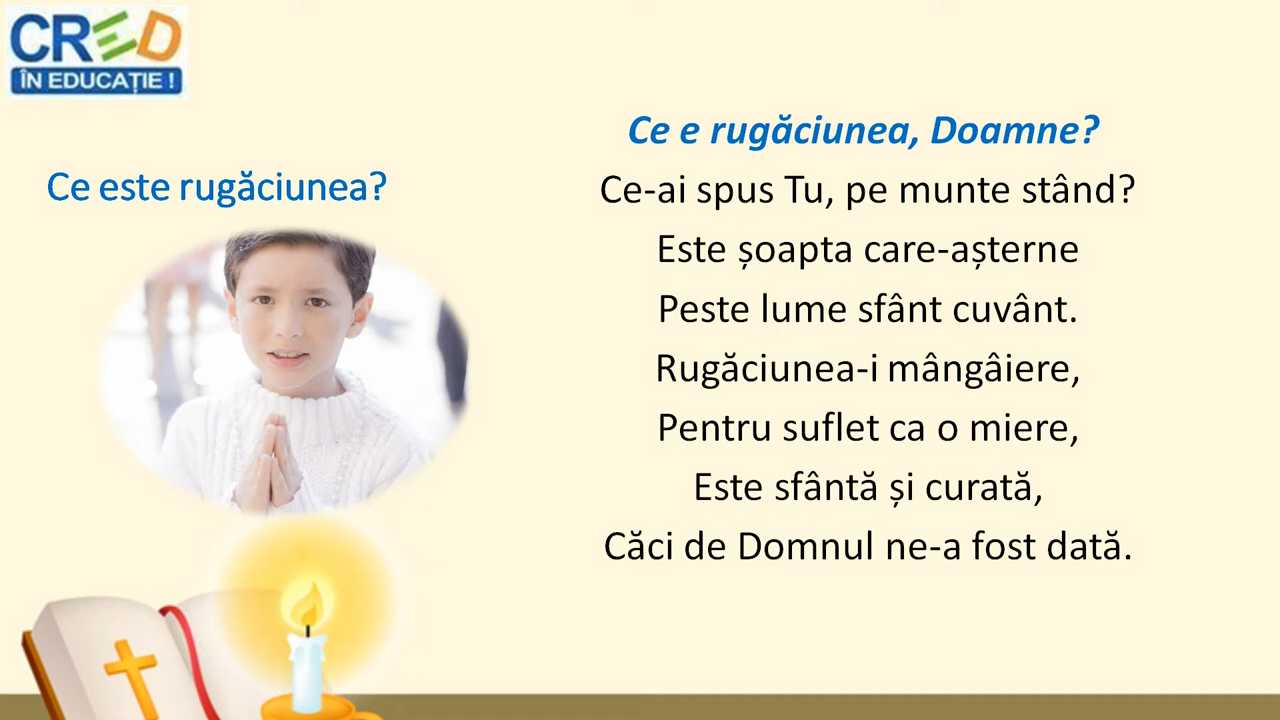 CRED
ÎN EDUCAȚIE !
Ce este rugăciunea?
Ce e rugăciunea, Doamne?
Ce-ai spus Tu, pe munte stând?
Este șoapta care-așterne
Peste lume sfânt cuvânt.
Rugăciunea-i mângâiere,
Pentru suflet ca o miere,
Este sfântă și curată,
Căci de Domnul ne-a fost dată.